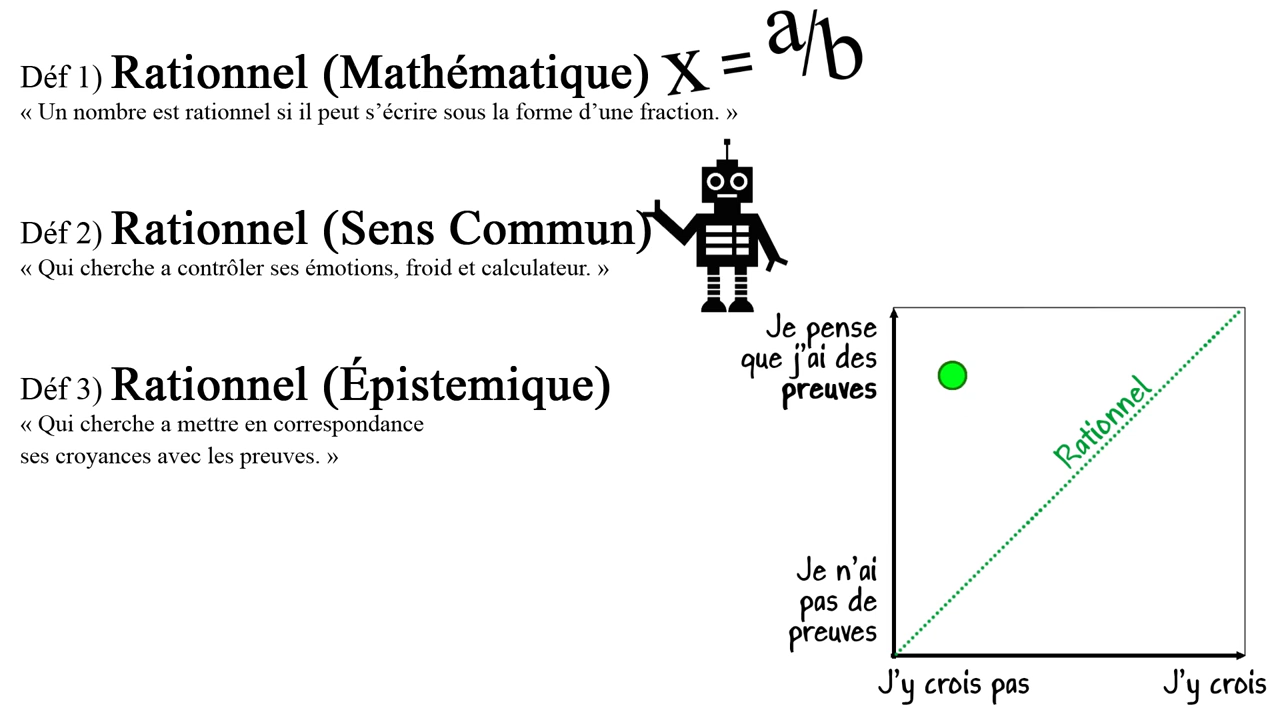 Déf 1) Rationnel (Mathématique) X = a/b
« Un nombre est rationnel si il peut s’écrire sous la forme d’une fraction. »
Déf 2) Rationnel (Sens Commun)
« Qui cherche a contrôler ses émotions, froid et calculateur. »
Déf 3) Rationnel (Épistemique)
« Qui cherche a mettre en correspondance
ses croyances avec les preuves. »
Je pense
que j'ai des
preuves
Rationnel
Je n'ai
pas de
preuves
J'y crois pas
J'y crois